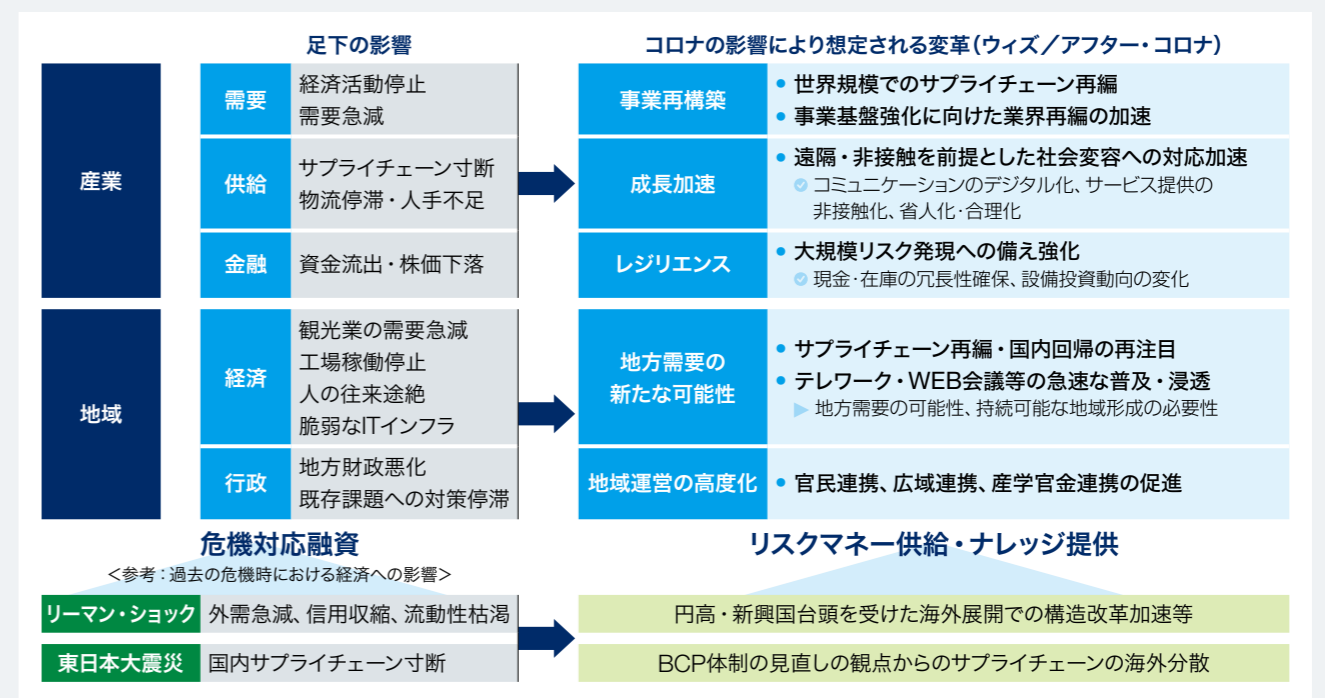 足下の影響
コロナの影響により想定される変革（ウィズ／アフター・コロナ）
産業
需要
経済活動停止
需要急減
事業再構築
● 世界規模でのサプライチェーン再編
● 事業基盤強化に向けた業界再編の加速
供給
サプライチェーン寸断
物流停滞・人手不足
成長加速
● 遠隔・非接触を前提とした社会変容への対応加速
コミュニケーションのデジタル化、サービス提供の
非接触化、省人化・合理化
金融
資金流出・株価下落
レジリエンス
● 大規模リスク発現への備え強化
現金・在庫の冗長性確保、設備投資動向の変化
地域
経済
観光業の需要急減
工場稼働停止
人の往来途絶
脆弱なITインフラ
地方需要の
新たな可能性
● サプライチェーン再編・国内回帰の再注目
● テレワーク・WEB会議等の急速な普及・浸透
▶ 地方需要の可能性、持続可能な地域形成の必要性
行政
地方財政悪化
既存課題への対策停滞
地域運営の高度化
● 官民連携、広域連携、産学官金連携の促進
危機対応融資
リスクマネー供給・ナレッジ提供
＜参考：過去の危機時における経済への影響＞
リーマン・ショック
外需急減、信用収縮、流動性枯渇
円高・新興国台頭を受けた海外展開での構造改革加速等
東日本大震災
国内サプライチェーン寸断
BCP体制の見直しの観点からのサプライチェーンの海外分散